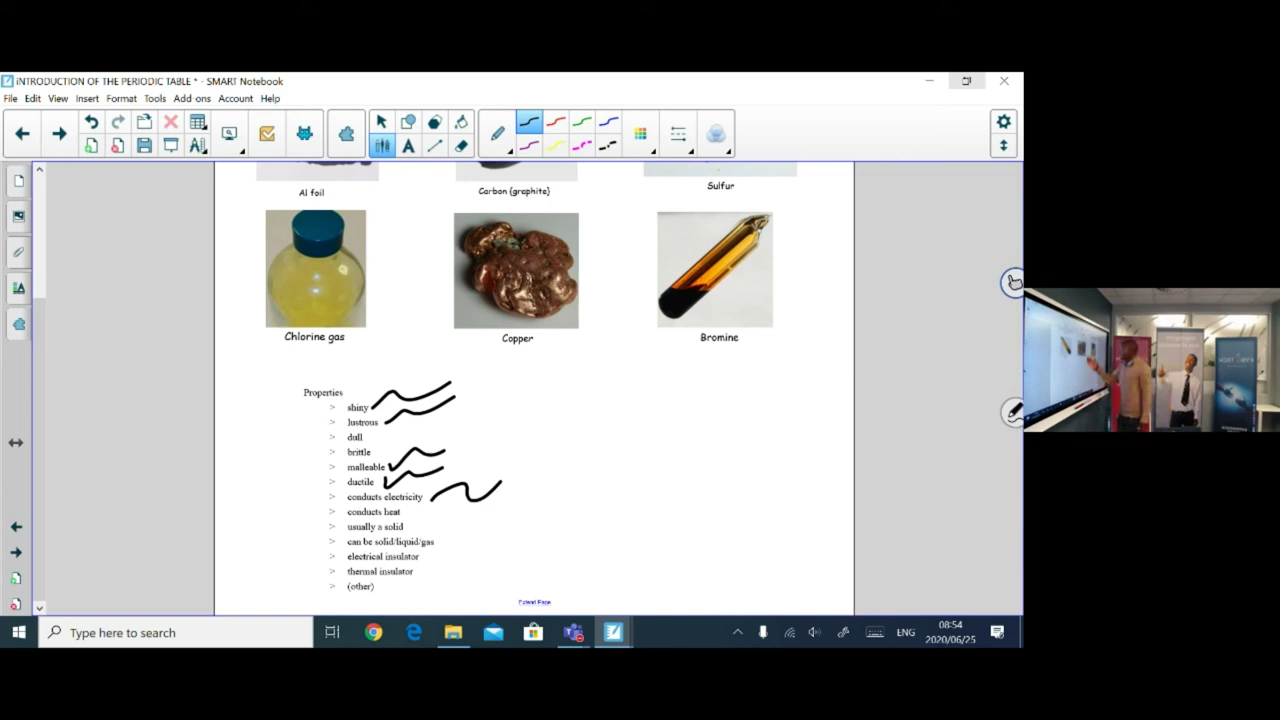 iNTRODUCTION OF THE PERIODIC TABLE * - SMART Notebook
File Edit View Insert Format Tools Add-ons Account Help
Al foil
Carbon {graphite}
Sulfur
Chlorine gas
Copper
Bromine
Properties
> shiny
> lustrous
> dull
> brittle
> malleable
> ductile
> conducts electricity
> conducts heat
> usually a solid
> can be solid/liquid/gas
> electrical insulator
> thermal insulator
> (other)
Extend Page
Type here to search
ENG
08:54
2020/06/25